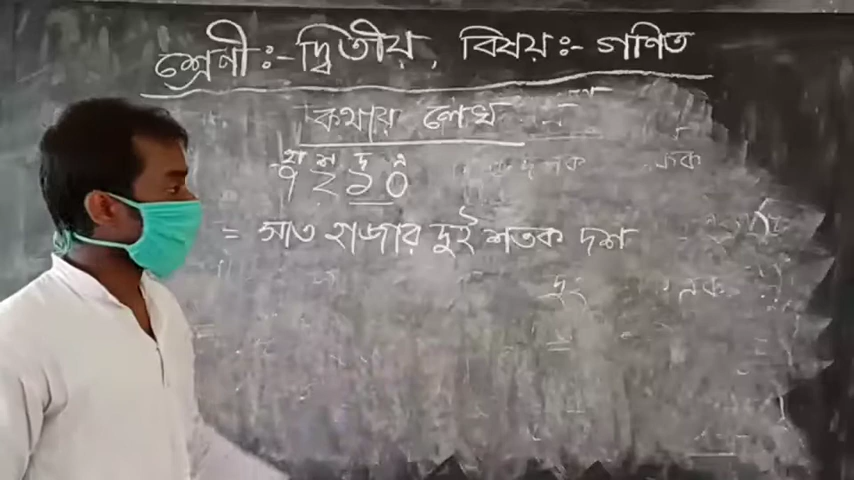 শ্রেণী:- দ্বিতীয়, বিষয়:- গণিত
কথায় লেখ
হা শ দ এ
৭২১০
= সাত হাজার দুই শতক দশ